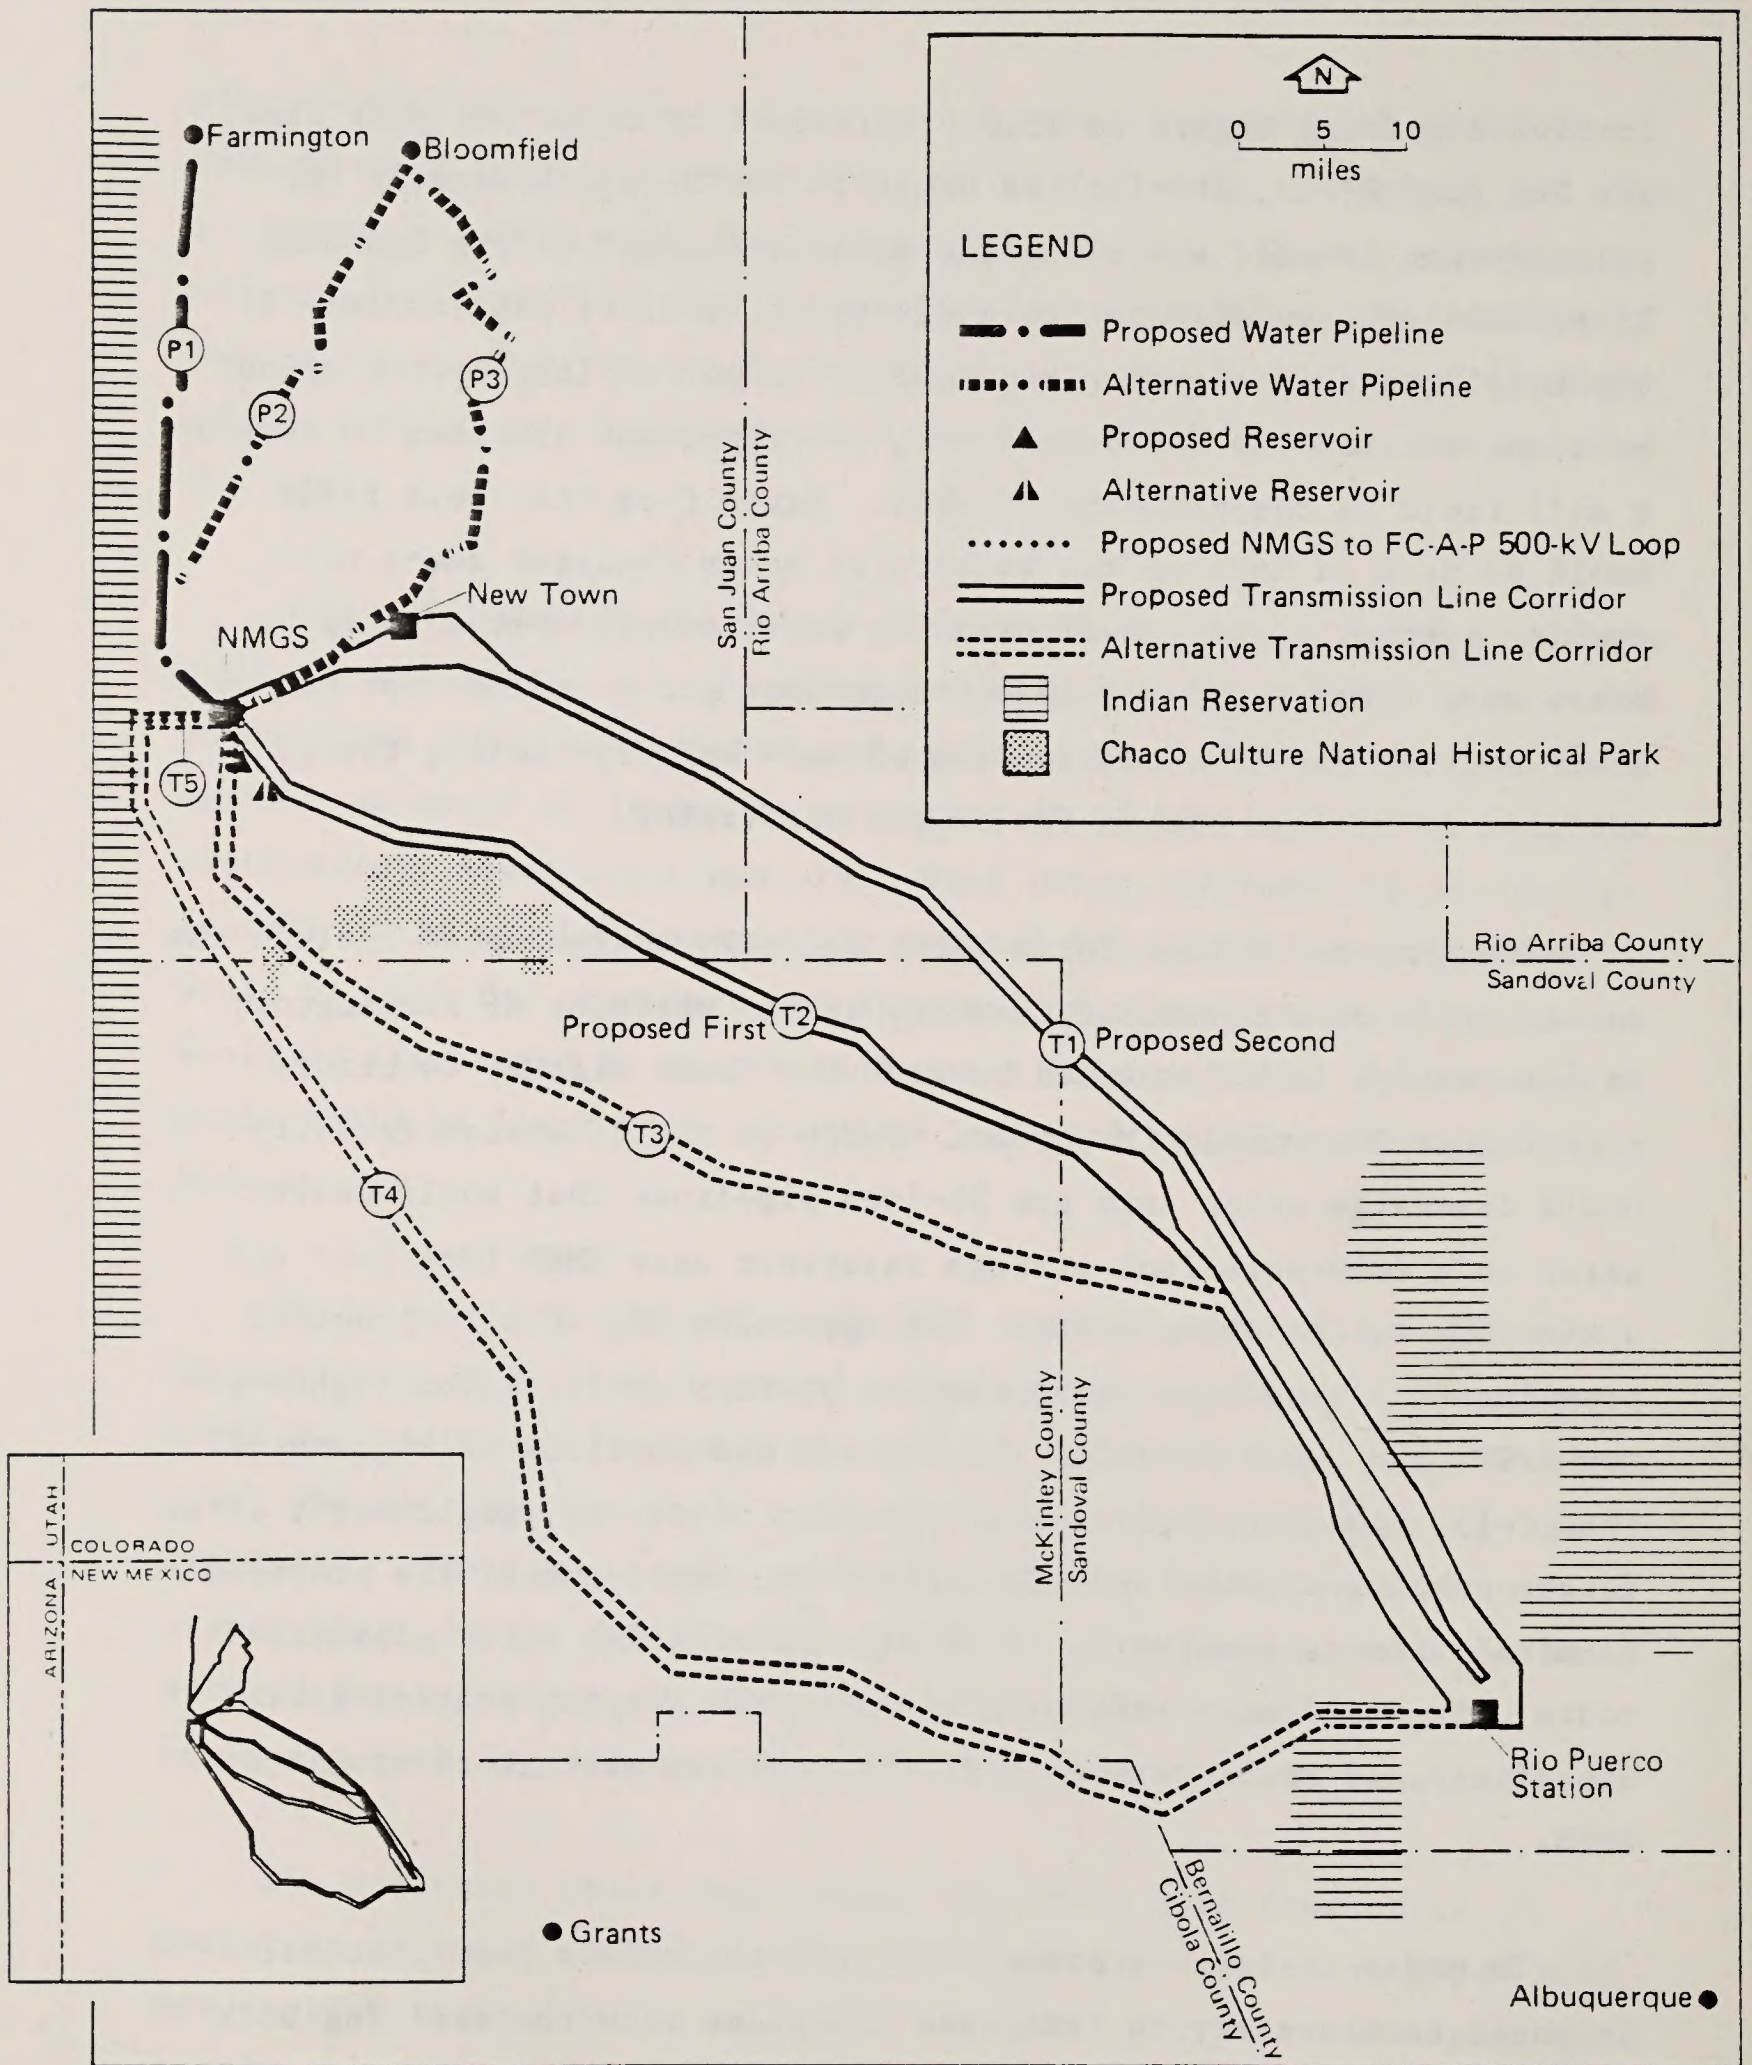 N
0 5 10
miles
LEGEND
Proposed Water Pipeline
Alternative Water Pipeline
Proposed Reservoir
Alternative Reservoir
Proposed NMGS to FC-A-P 500-kV Loop
Proposed Transmission Line Corridor
Alternative Transmission Line Corridor
Indian Reservation
Chaco Culture National Historical Park
Farmington
Bloomfield
P1
P2
P3
San Juan County
Rio Arriba County
New Town
NMGS
T5
Rio Arriba County
Sandoval County
Proposed First
T2
T1
Proposed Second
T3
T4
McKinley County
Sandoval County
UTAH
COLORADO
ARIZONA
NEW MEXICO
Rio Puerco
Station
Bernalillo County
Cibola County
Grants
Albuquerque